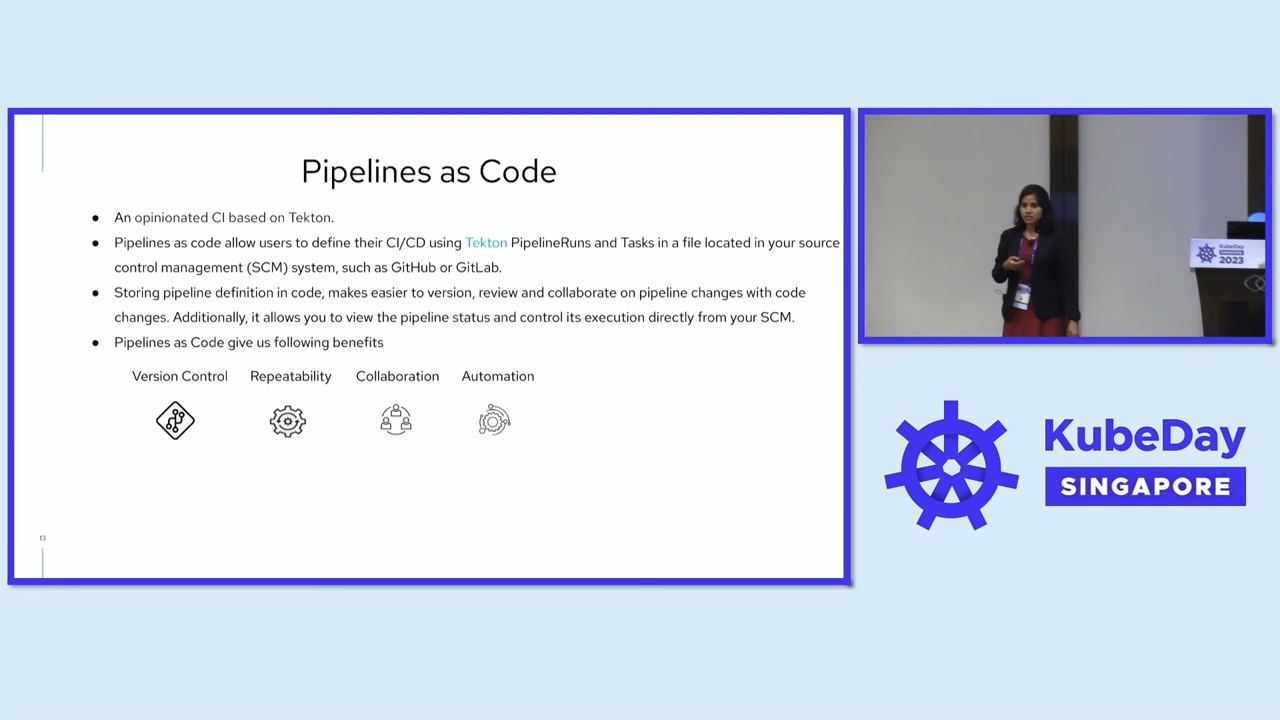 Pipelines as Code
● An opinionated CI based on Tekton.
● Pipelines as code allow users to define their CI/CD using Tekton PipelineRuns and Tasks in a file located in your source
control management (SCM) system, such as GitHub or GitLab.
● Storing pipeline definition in code, makes easier to version, review and collaborate on pipeline changes with code
changes. Additionally, it allows you to view the pipeline status and control its execution directly from your SCM.
● Pipelines as Code give us following benefits
Version Control Repeatability Collaboration Automation
13
KubeDay
SINGAPORE
2023
KubeDay
SINGAPORE